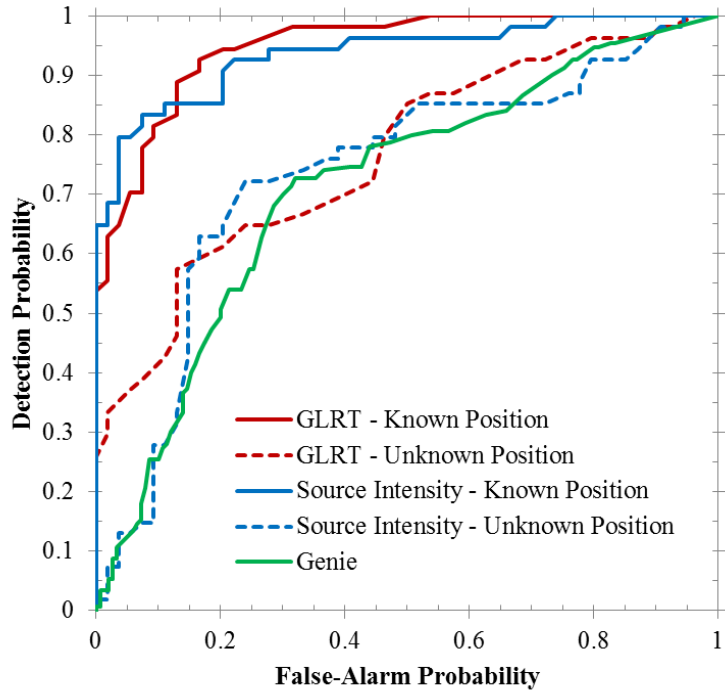 1
0.9
0.8
0.7
0.6
0.5
0.4
0.3
0.2
0.1
0
Detection Probability
GLRT - Known Position
GLRT - Unknown Position
Source Intensity - Known Position
Source Intensity - Unknown Position
Genie
0 0.2 0.4 0.6 0.8 1
False-Alarm Probability